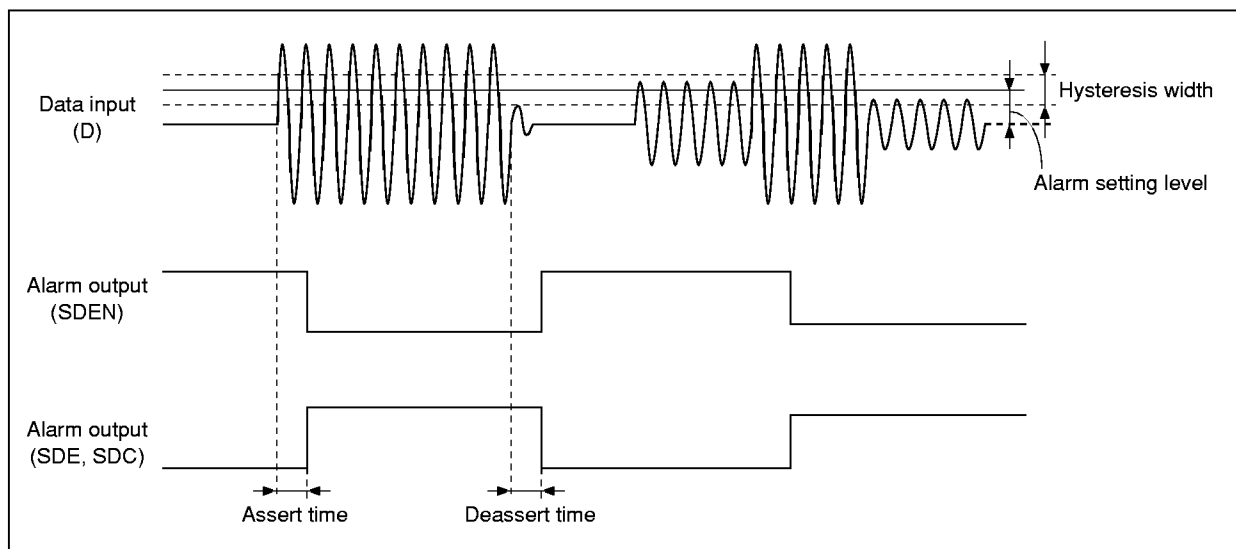 Data input
(D)
Hysteresis width
Alarm setting level
Alarm output
(SDEN)
Alarm output
(SDE, SDC)
Assert time
Deassert time